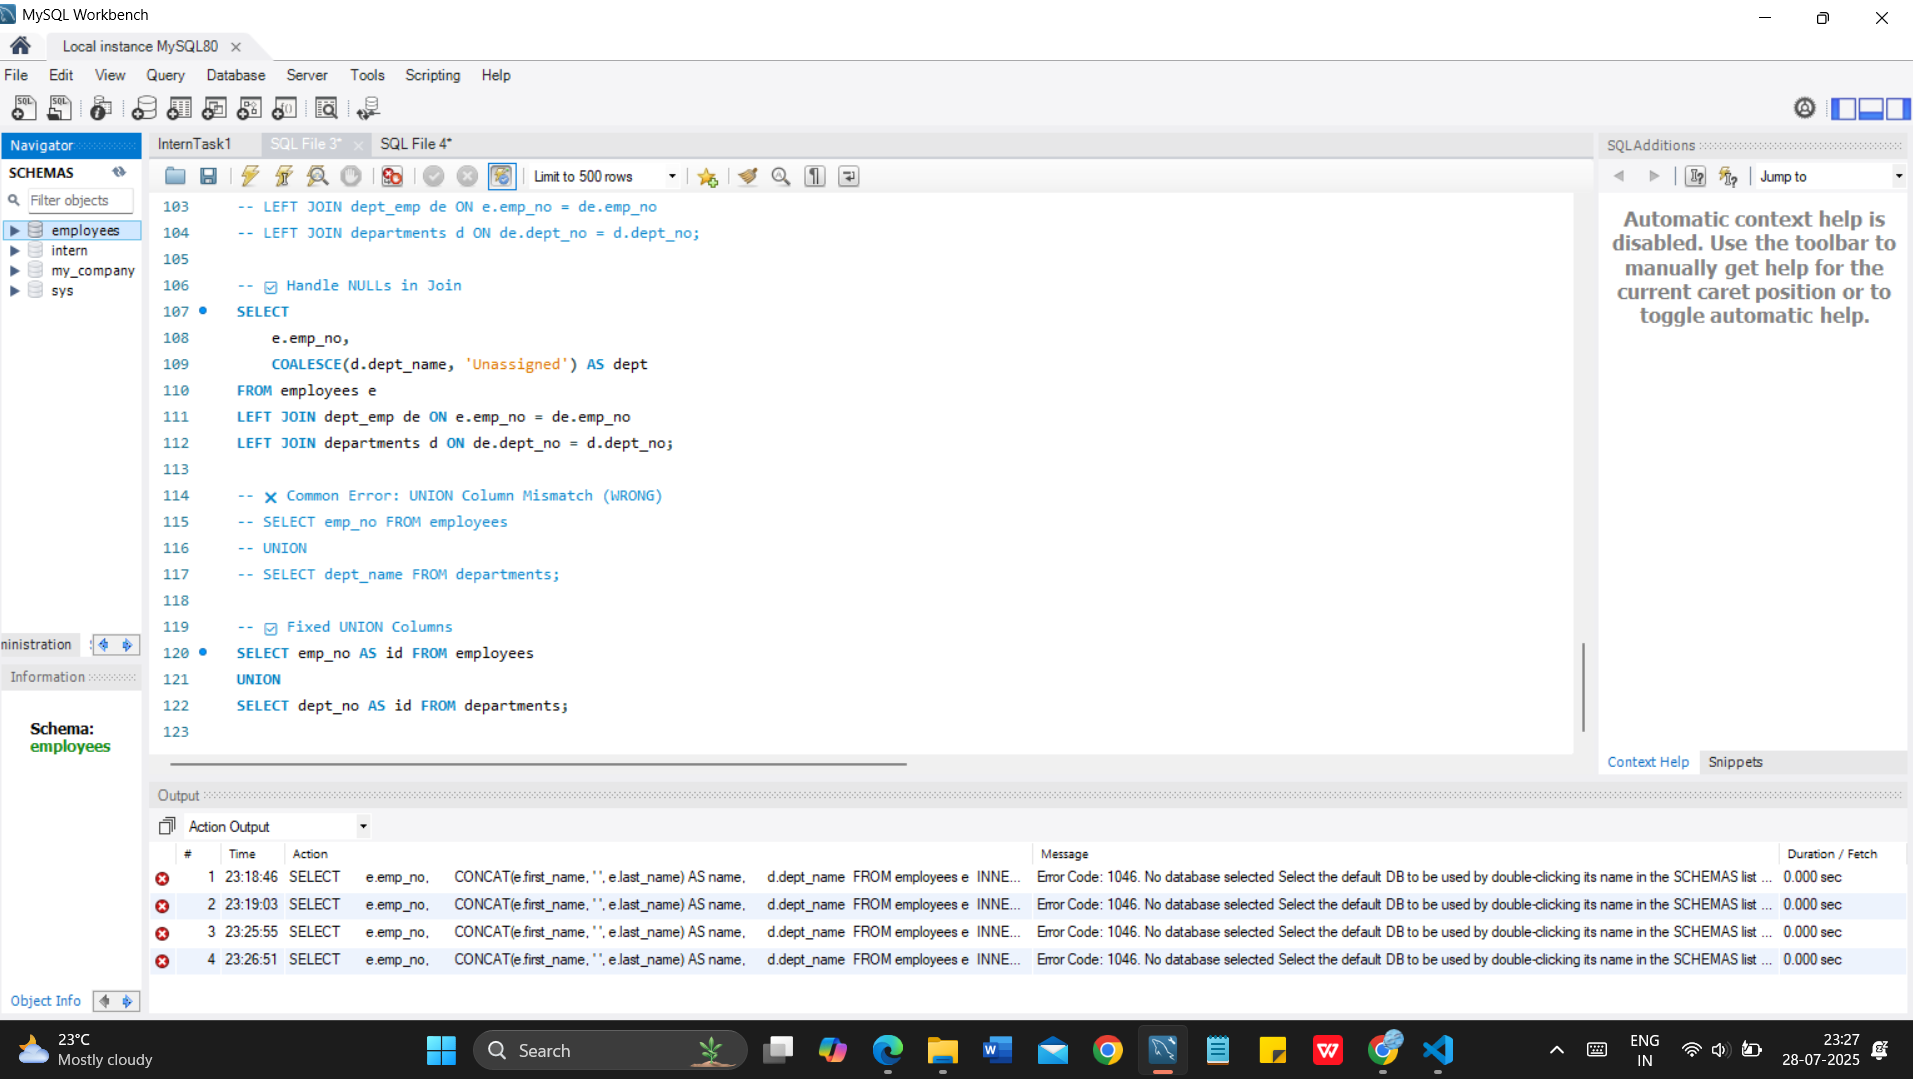 MySQL Workbench
Local instance MySQL80
File Edit View Query Database Server Tools Scripting Help
Navigator
SCHEMAS
Filter objects
employees
intern
my_company
sys
ninistration
Information
Schema:
employees
Object Info
InternTask1 SQL File 3* SQL File 4*
Limit to 500 rows
103 -- LEFT JOIN dept_emp de ON e.emp_no = de.emp_no
104 -- LEFT JOIN departments d ON de.dept_no = d.dept_no;
105
106 -- ☑ Handle NULLs in Join
107 SELECT
108 e.emp_no,
109 COALESCE(d.dept_name, 'Unassigned') AS dept
110 FROM employees e
111 LEFT JOIN dept_emp de ON e.emp_no = de.emp_no
112 LEFT JOIN departments d ON de.dept_no = d.dept_no;
113
114 -- ❌ Common Error: UNION Column Mismatch (WRONG)
115 -- SELECT emp_no FROM employees
116 -- UNION
117 -- SELECT dept_name FROM departments;
118
119 -- ☑ Fixed UNION Columns
120 SELECT emp_no AS id FROM employees
121 UNION
122 SELECT dept_no AS id FROM departments;
123
SQLAdditions
Jump to
Automatic context help is
disabled. Use the toolbar to
manually get help for the
current caret position or to
toggle automatic help.
Context Help Snippets
Output
Action Output
# Time Action Message Duration / Fetch
1 23:18:46 SELECT e.emp_no, CONCAT(e.first_name, ' ', e.last_name) AS name, d.dept_name FROM employees e INNE... Error Code: 1046. No database selected Select the default DB to be used by double-clicking its name in the SCHEMAS list ... 0.000 sec
2 23:19:03 SELECT e.emp_no, CONCAT(e.first_name, ' ', e.last_name) AS name, d.dept_name FROM employees e INNE... Error Code: 1046. No database selected Select the default DB to be used by double-clicking its name in the SCHEMAS list ... 0.000 sec
3 23:25:55 SELECT e.emp_no, CONCAT(e.first_name, ' ', e.last_name) AS name, d.dept_name FROM employees e INNE... Error Code: 1046. No database selected Select the default DB to be used by double-clicking its name in the SCHEMAS list ... 0.000 sec
4 23:26:51 SELECT e.emp_no, CONCAT(e.first_name, ' ', e.last_name) AS name, d.dept_name FROM employees e INNE... Error Code: 1046. No database selected Select the default DB to be used by double-clicking its name in the SCHEMAS list ... 0.000 sec
23°C
Mostly cloudy
Search
ENG
IN
23:27
28-07-2025